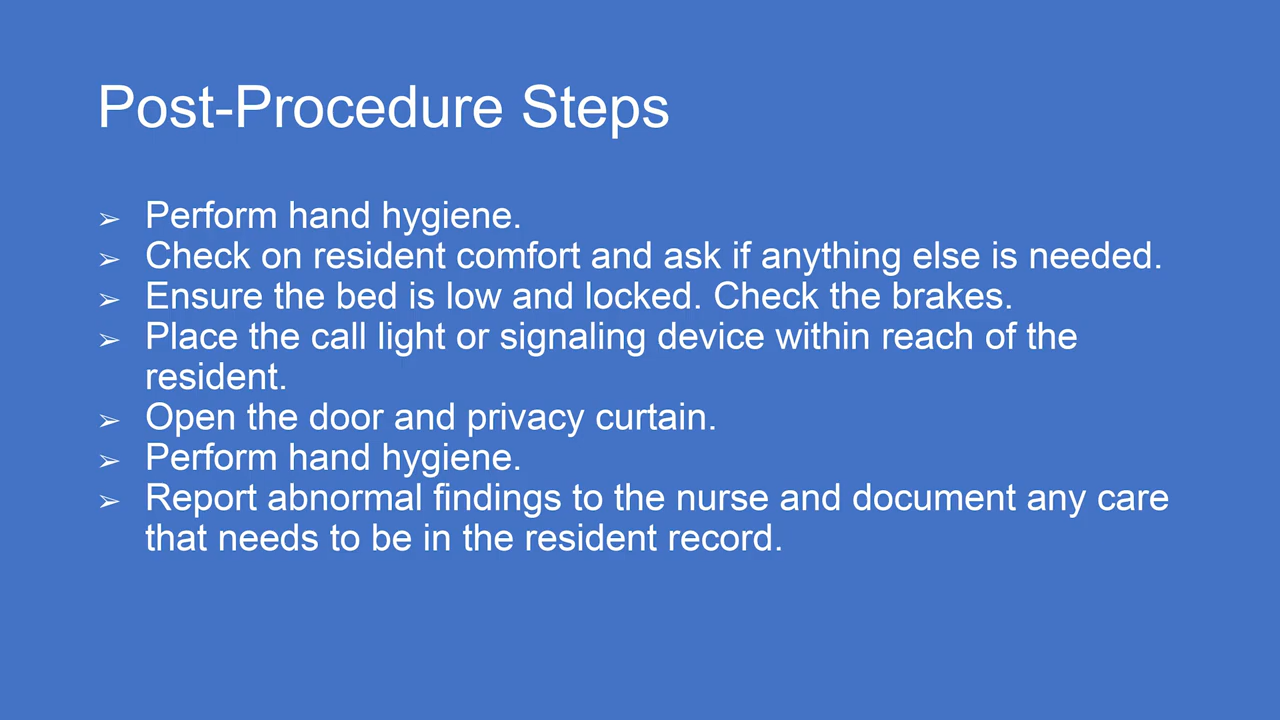 Post-Procedure Steps
➢ Perform hand hygiene.
➢ Check on resident comfort and ask if anything else is needed.
➢ Ensure the bed is low and locked. Check the brakes.
➢ Place the call light or signaling device within reach of the
resident.
➢ Open the door and privacy curtain.
➢ Perform hand hygiene.
➢ Report abnormal findings to the nurse and document any care
that needs to be in the resident record.